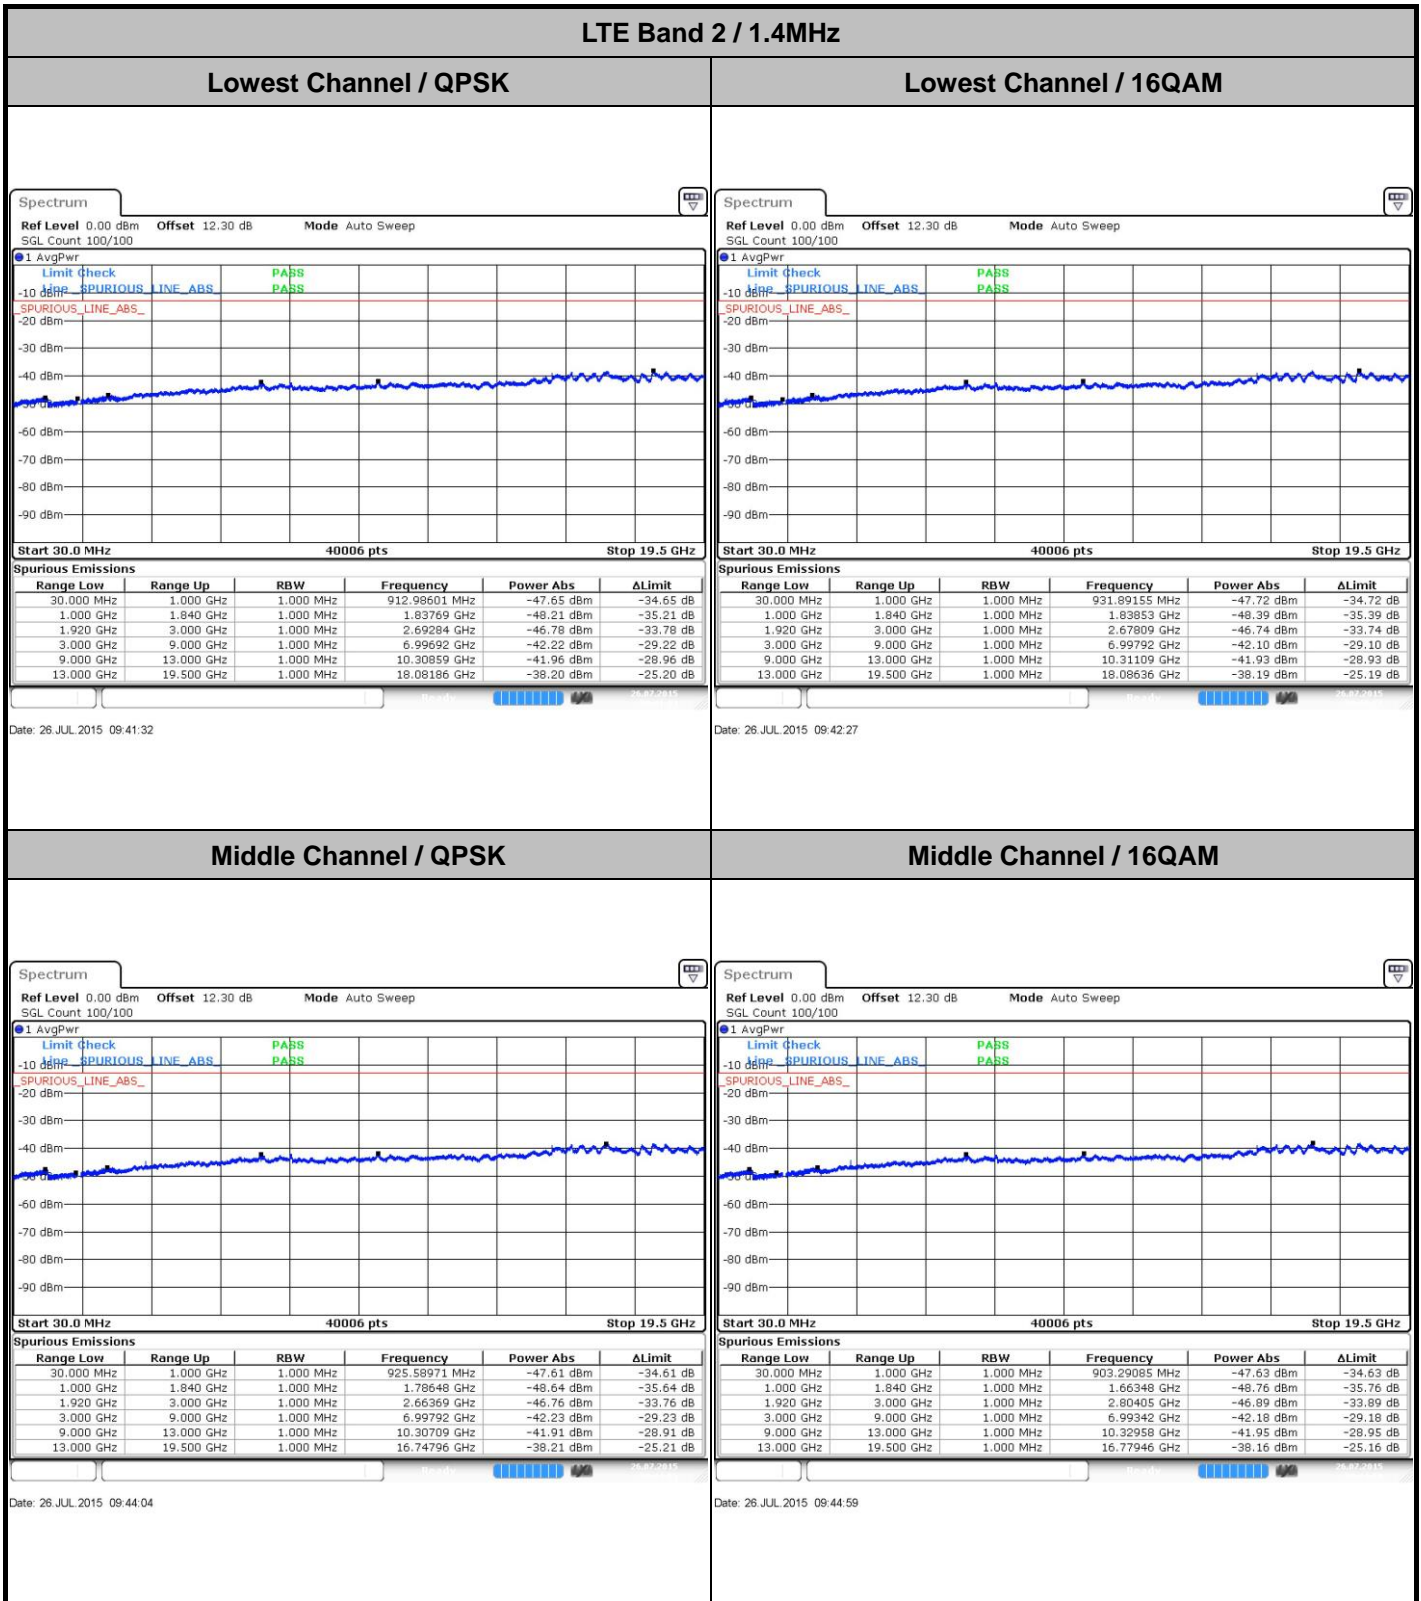 LTE Band 2 / 1.4MHz
Lowest Channel / QPSK
Lowest Channel / 16QAM
Spectrum
Ref Level 0.00 dBm Offset 12.30 dB Mode Auto Sweep
SGL Count 100/100
1 AvgPwr
Limit Check PASS
Line _SPURIOUS_LINE_ABS_ PASS
-10 dBm
_SPURIOUS_LINE_ABS_
-20 dBm
-30 dBm
-40 dBm
-60 dBm
-70 dBm
-80 dBm
-90 dBm
Start 30.0 MHz 40006 pts Stop 19.5 GHz
Spurious Emissions
Range Low Range Up RBW Frequency Power Abs ΔLimit
30.000 MHz 1.000 GHz 1.000 MHz 912.98601 MHz -47.65 dBm -34.65 dB
1.000 GHz 1.840 GHz 1.000 MHz 1.83769 GHz -48.21 dBm -35.21 dB
1.920 GHz 3.000 GHz 1.000 MHz 2.69284 GHz -46.78 dBm -33.78 dB
3.000 GHz 9.000 GHz 1.000 MHz 6.99692 GHz -42.22 dBm -29.22 dB
9.000 GHz 13.000 GHz 1.000 MHz 10.30859 GHz -41.96 dBm -28.96 dB
13.000 GHz 19.500 GHz 1.000 MHz 18.08186 GHz -38.20 dBm -25.20 dB
Date: 26.JUL.2015 09:41:32
Spectrum
Ref Level 0.00 dBm Offset 12.30 dB Mode Auto Sweep
SGL Count 100/100
1 AvgPwr
Limit Check PASS
Line _SPURIOUS_LINE_ABS_ PASS
-10 dBm
_SPURIOUS_LINE_ABS_
-20 dBm
-30 dBm
-40 dBm
-60 dBm
-70 dBm
-80 dBm
-90 dBm
Start 30.0 MHz 40006 pts Stop 19.5 GHz
Spurious Emissions
Range Low Range Up RBW Frequency Power Abs ΔLimit
30.000 MHz 1.000 GHz 1.000 MHz 931.89155 MHz -47.72 dBm -34.72 dB
1.000 GHz 1.840 GHz 1.000 MHz 1.83853 GHz -48.39 dBm -35.39 dB
1.920 GHz 3.000 GHz 1.000 MHz 2.67809 GHz -46.74 dBm -33.74 dB
3.000 GHz 9.000 GHz 1.000 MHz 6.99792 GHz -42.10 dBm -29.10 dB
9.000 GHz 13.000 GHz 1.000 MHz 10.31109 GHz -41.93 dBm -28.93 dB
13.000 GHz 19.500 GHz 1.000 MHz 18.08636 GHz -38.19 dBm -25.19 dB
Date: 26.JUL.2015 09:42:27
Middle Channel / QPSK
Middle Channel / 16QAM
Spectrum
Ref Level 0.00 dBm Offset 12.30 dB Mode Auto Sweep
SGL Count 100/100
1 AvgPwr
Limit Check PASS
Line _SPURIOUS_LINE_ABS_ PASS
-10 dBm
_SPURIOUS_LINE_ABS_
-20 dBm
-30 dBm
-40 dBm
-60 dBm
-70 dBm
-80 dBm
-90 dBm
Start 30.0 MHz 40006 pts Stop 19.5 GHz
Spurious Emissions
Range Low Range Up RBW Frequency Power Abs ΔLimit
30.000 MHz 1.000 GHz 1.000 MHz 925.58971 MHz -47.61 dBm -34.61 dB
1.000 GHz 1.840 GHz 1.000 MHz 1.78648 GHz -48.64 dBm -35.64 dB
1.920 GHz 3.000 GHz 1.000 MHz 2.66369 GHz -46.76 dBm -33.76 dB
3.000 GHz 9.000 GHz 1.000 MHz 6.99792 GHz -42.23 dBm -29.23 dB
9.000 GHz 13.000 GHz 1.000 MHz 10.30709 GHz -41.91 dBm -28.91 dB
13.000 GHz 19.500 GHz 1.000 MHz 16.74796 GHz -38.21 dBm -25.21 dB
Date: 26.JUL.2015 09:44:04
Spectrum
Ref Level 0.00 dBm Offset 12.30 dB Mode Auto Sweep
SGL Count 100/100
1 AvgPwr
Limit Check PASS
Line _SPURIOUS_LINE_ABS_ PASS
-10 dBm
_SPURIOUS_LINE_ABS_
-20 dBm
-30 dBm
-40 dBm
-60 dBm
-70 dBm
-80 dBm
-90 dBm
Start 30.0 MHz 40006 pts Stop 19.5 GHz
Spurious Emissions
Range Low Range Up RBW Frequency Power Abs ΔLimit
30.000 MHz 1.000 GHz 1.000 MHz 903.29085 MHz -47.63 dBm -34.63 dB
1.000 GHz 1.840 GHz 1.000 MHz 1.66348 GHz -48.76 dBm -35.76 dB
1.920 GHz 3.000 GHz 1.000 MHz 2.80405 GHz -46.89 dBm -33.89 dB
3.000 GHz 9.000 GHz 1.000 MHz 6.99342 GHz -42.18 dBm -29.18 dB
9.000 GHz 13.000 GHz 1.000 MHz 10.32958 GHz -41.95 dBm -28.95 dB
13.000 GHz 19.500 GHz 1.000 MHz 16.77946 GHz -38.16 dBm -25.16 dB
Date: 26.JUL.2015 09:44:59